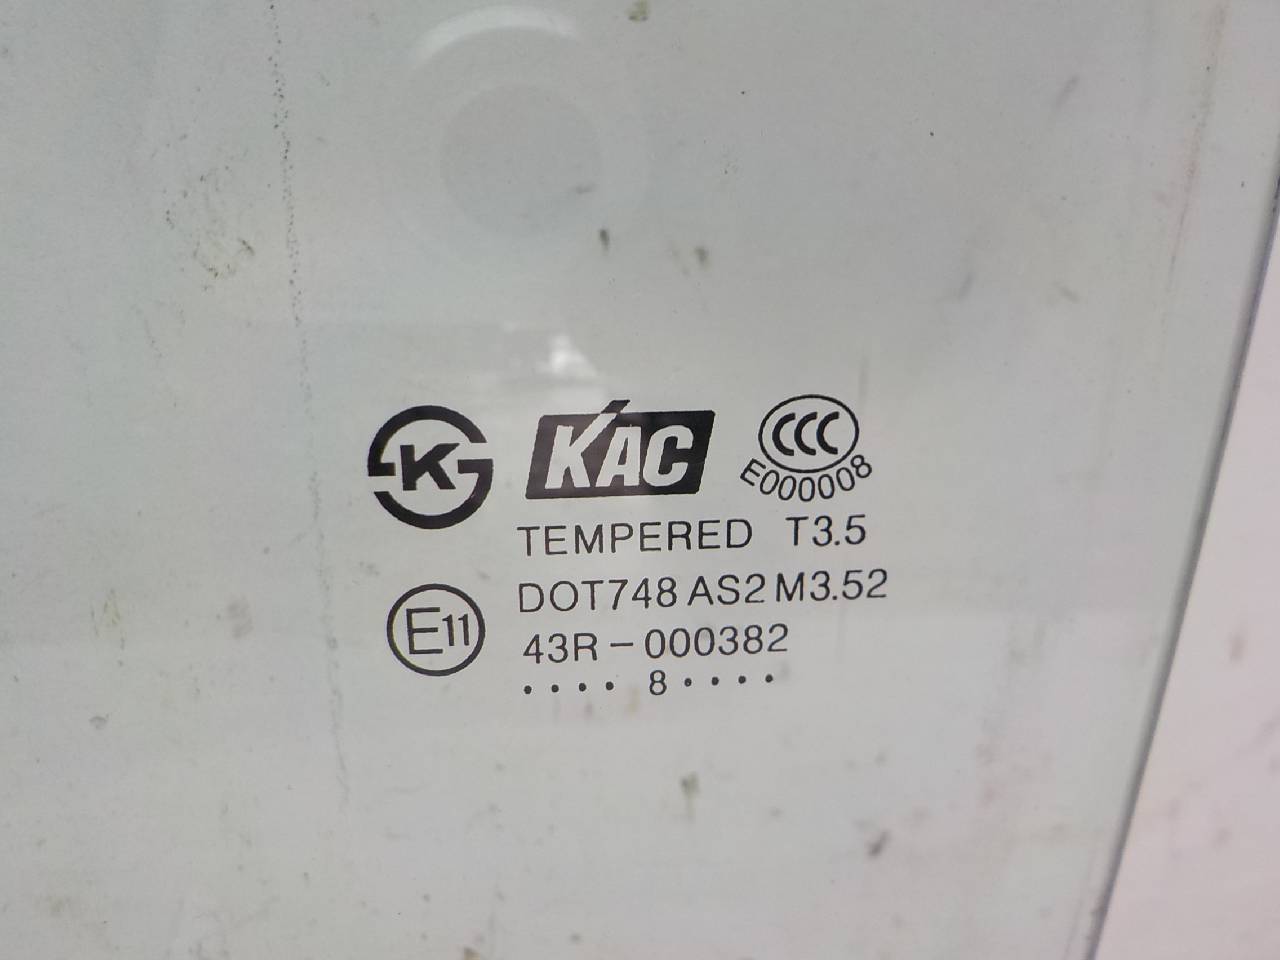 K
KAC
CCC
E000008
TEMPERED T3.5
DOT748 AS2 M3.52
E11
43R-000382
···· 8 ····